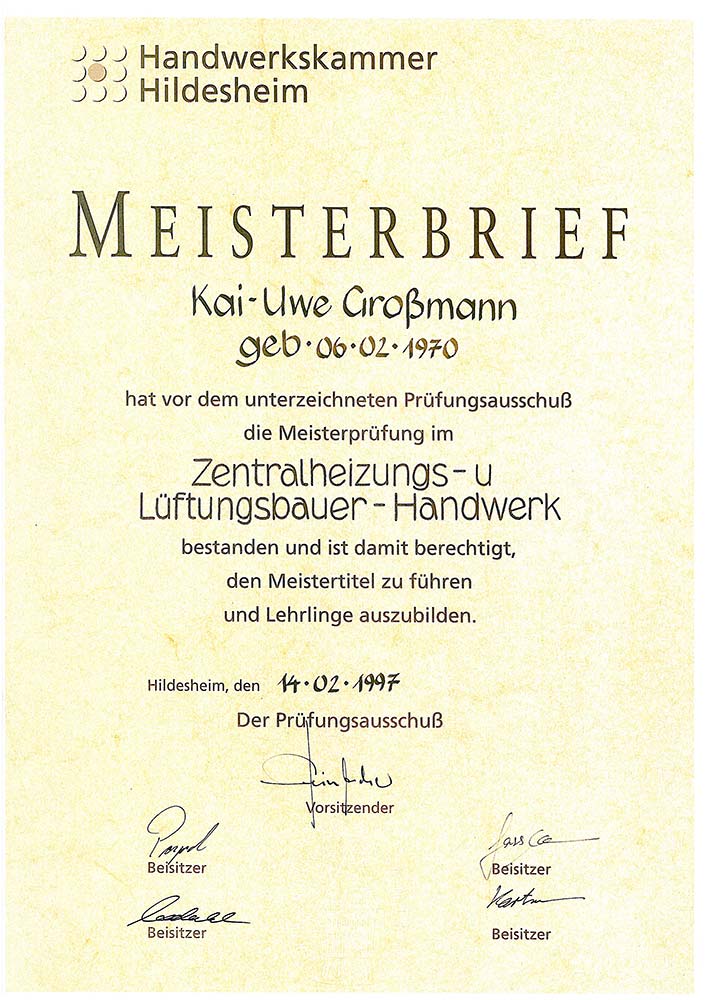 Handwerkskammer
Hildesheim
MEISTERBRIEF
Kai-Uwe Großmann
geb·06·02·1970
hat vor dem unterzeichneten Prüfungsausschuß
die Meisterprüfung im
Zentralheizungs-u
Lüftungsbauer-Handwerk
bestanden und ist damit berechtigt,
den Meistertitel zu führen
und Lehrlinge auszubilden.
Hildesheim, den 14·02·1997
Der Prüfungsausschuß
Vorsitzender
Beisitzer
Beisitzer
Beisitzer
Beisitzer